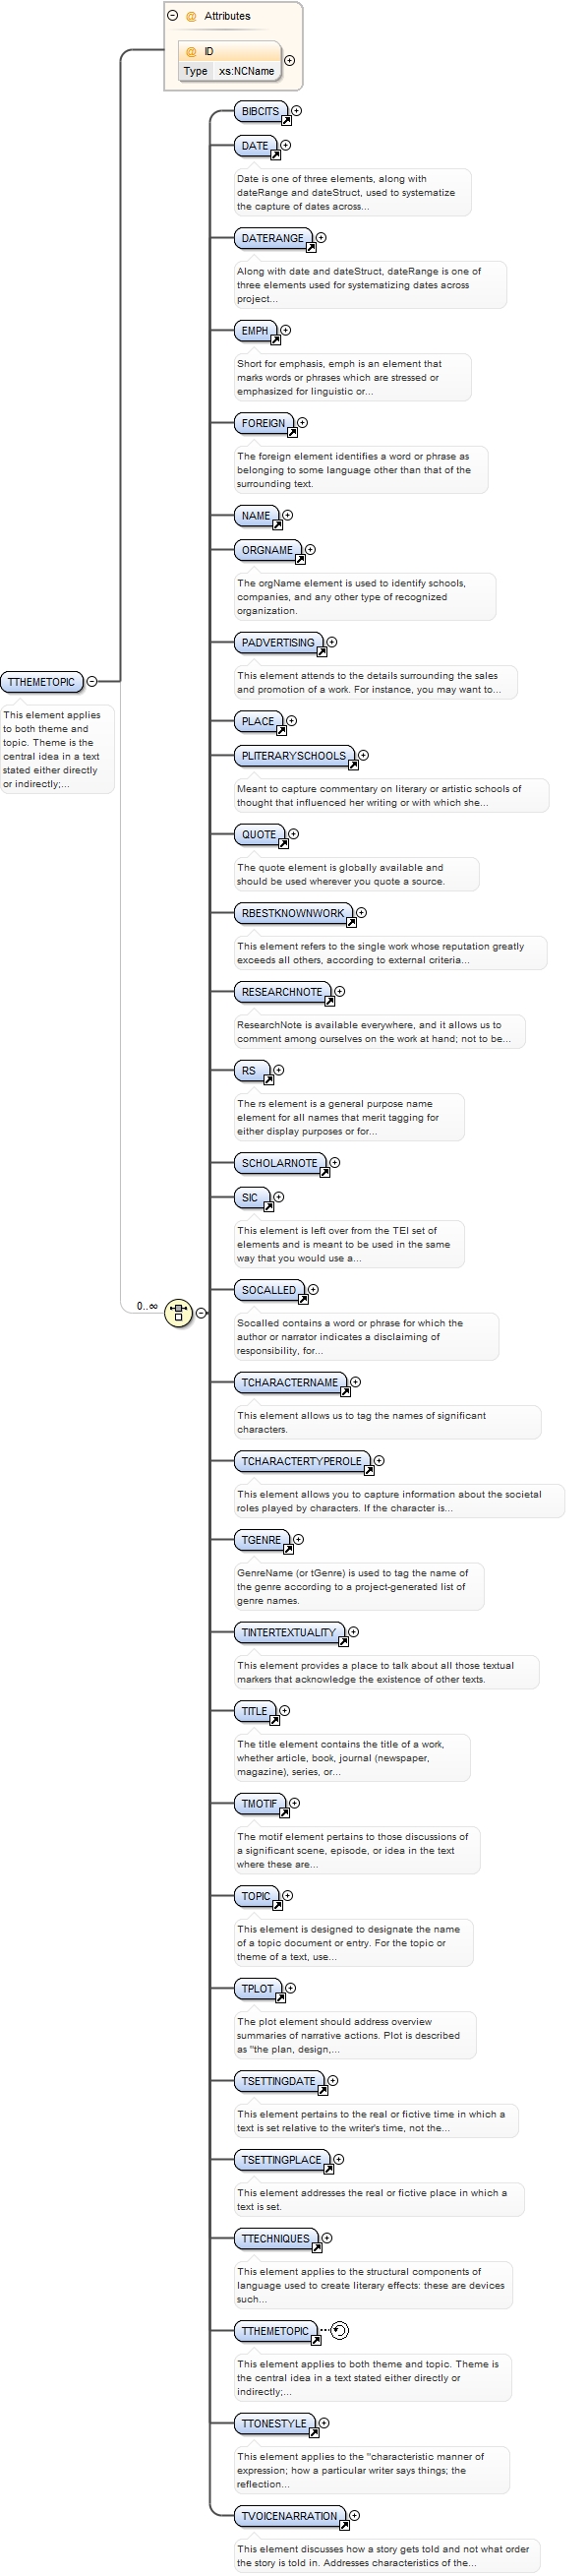 Attributes
@ ID
Type xs:NCName
BIBCITS
DATE
Date is one of three elements, along with
dateRange and dateStruct, used to systematize
the capture of dates across...
DATERANGE
Along with date and dateStruct, dateRange is one of
three elements used for systematizing dates across
project...
EMPH
Short for emphasis, emph is an element that
marks words or phrases which are stressed or
emphasized for linguistic or...
FOREIGN
The foreign element identifies a word or phrase as
belonging to some language other than that of the
surrounding text.
NAME
ORGNAME
The orgName element is used to identify schools,
companies, and any other type of recognized
organization.
PADVERTISING
This element attends to the details surrounding the sales
and promotion of a work. For instance, you may want to...
TTHEMETOPIC
This element applies
to both theme and
topic. Theme is the
central idea in a text
stated either directly
or indirectly;...
PLACE
PLITERARYSCHOOLS
Meant to capture commentary on literary or artistic schools of
thought that influenced her writing or with which she...
QUOTE
The quote element is globally available and
should be used wherever you quote a source.
RBESTKNOWNWORK
This element refers to the single work whose reputation greatly
exceeds all others, according to external criteria...
RESEARCHNOTE
ResearchNote is available everywhere, and it allows us to
comment among ourselves on the work at hand; not to be...
RS
The rs element is a general purpose name
element for all names that merit tagging for
either display purposes or for...
SCHOLARNOTE
SIC
This element is left over from the TEI set of
elements and is meant to be used in the same
way that you would use a...
SOCALLED
0..∞
Socalled contains a word or phrase for which the
author or narrator indicates a disclaiming of
responsibility, for...
TCHARACTERNAME
This element allows us to tag the names of significant
characters.
TCHARACTERTYPEROLE
This element allows you to capture information about the societal
roles played by characters. If the character is...
TGENRE
GenreName (or tGenre) is used to tag the name of
the genre according to a project-generated list of
genre names.
TINTERTEXTUALITY
This element provides a place to talk about all those textual
markers that acknowledge the existence of other texts.
TITLE
The title element contains the title of a work,
whether article, book, journal (newspaper,
magazine), series, or...
TMOTIF
The motif element pertains to those discussions of
a significant scene, episode, or idea in the text
where these are...
TOPIC
This element is designed to designate the name
of a topic document or entry. For the topic or
theme of a text, use...
TPLOT
The plot element should address overview
summaries of narrative actions. Plot is described
as "the plan, design,...
TSETTINGDATE
This element pertains to the real or fictive time in which a
text is set relative to the writer's time, not the...
TSETTINGPLACE
This element addresses the real or fictive place in which a
text is set.
TTECHNIQUES
This element applies to the structural components of
language used to create literary effects: these are devices
such...
TTHEMETOPIC
This element applies to both theme and topic. Theme is
the central idea in a text stated either directly or
indirectly;...
TTONESTYLE
This element applies to the "characteristic manner of
expression; how a particular writer says things; the
reflection...
TVOICENARRATION
This element discusses how a story gets told and not what order
the story is told in. Addresses characteristics of the...